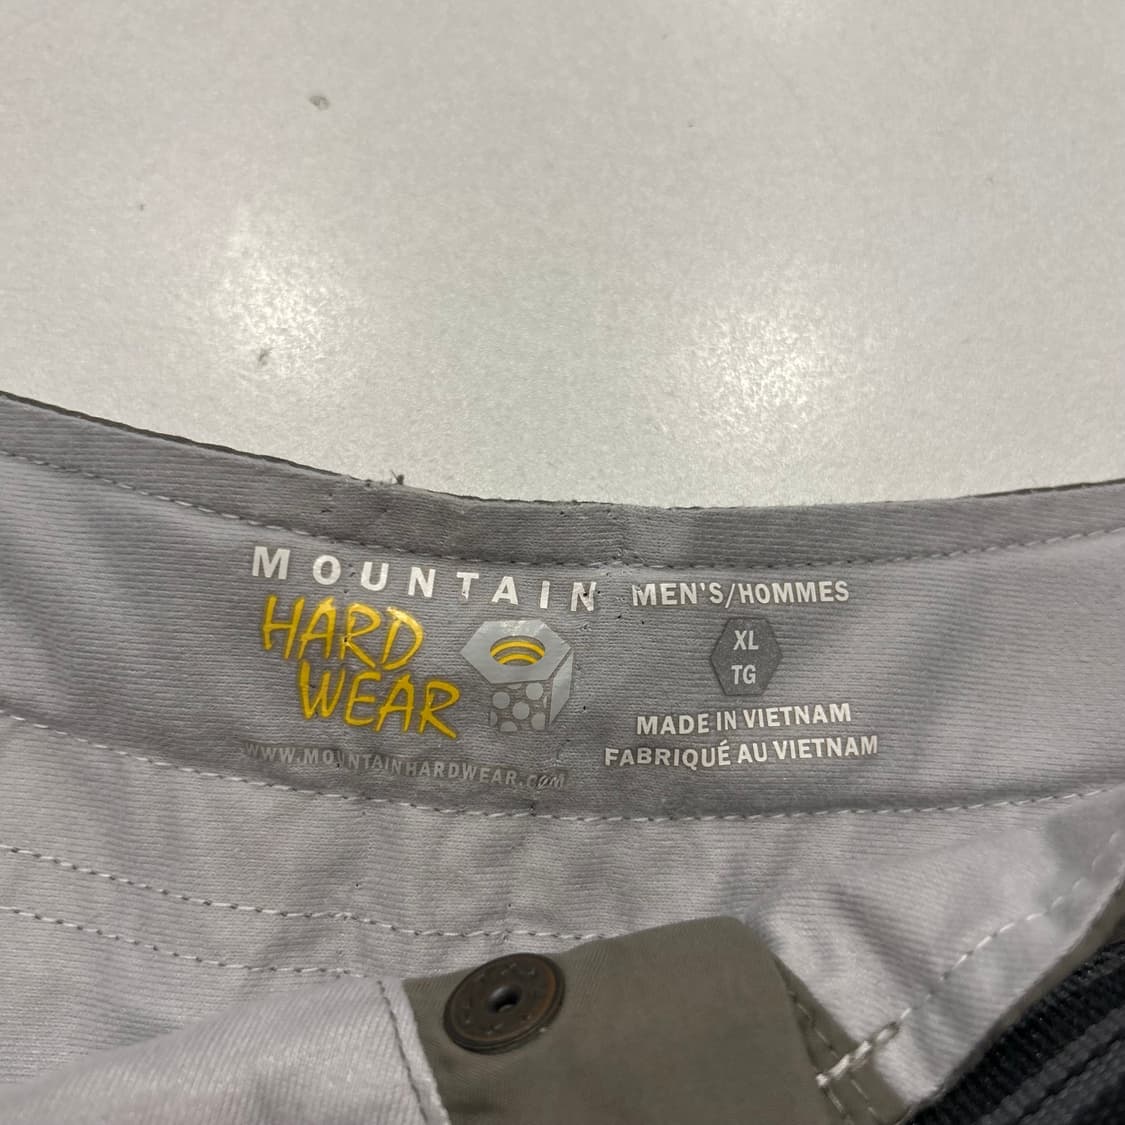 MOUNTAIN
HARD
WEAR
WWW.MOUNTAINHARDWEAR.COM
MEN'S/HOMMES
XL
TG
MADE IN VIETNAM
FABRIQUÉ AU VIETNAM